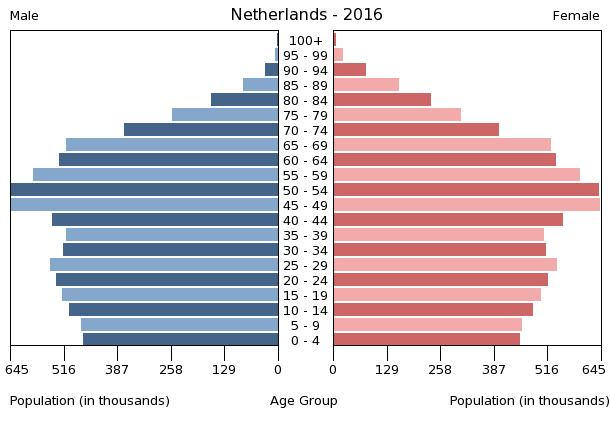 Male Netherlands - 2016 Female
100+
95 - 99
90 - 94
85 - 89
80 - 84
75 - 79
70 - 74
65 - 69
60 - 64
55 - 59
50 - 54
45 - 49
40 - 44
35 - 39
30 - 34
25 - 29
20 - 24
15 - 19
10 - 14
5 - 9
0 - 4
645 516 387 258 129 0 0 129 258 387 516 645
Population (in thousands) Age Group Population (in thousands)